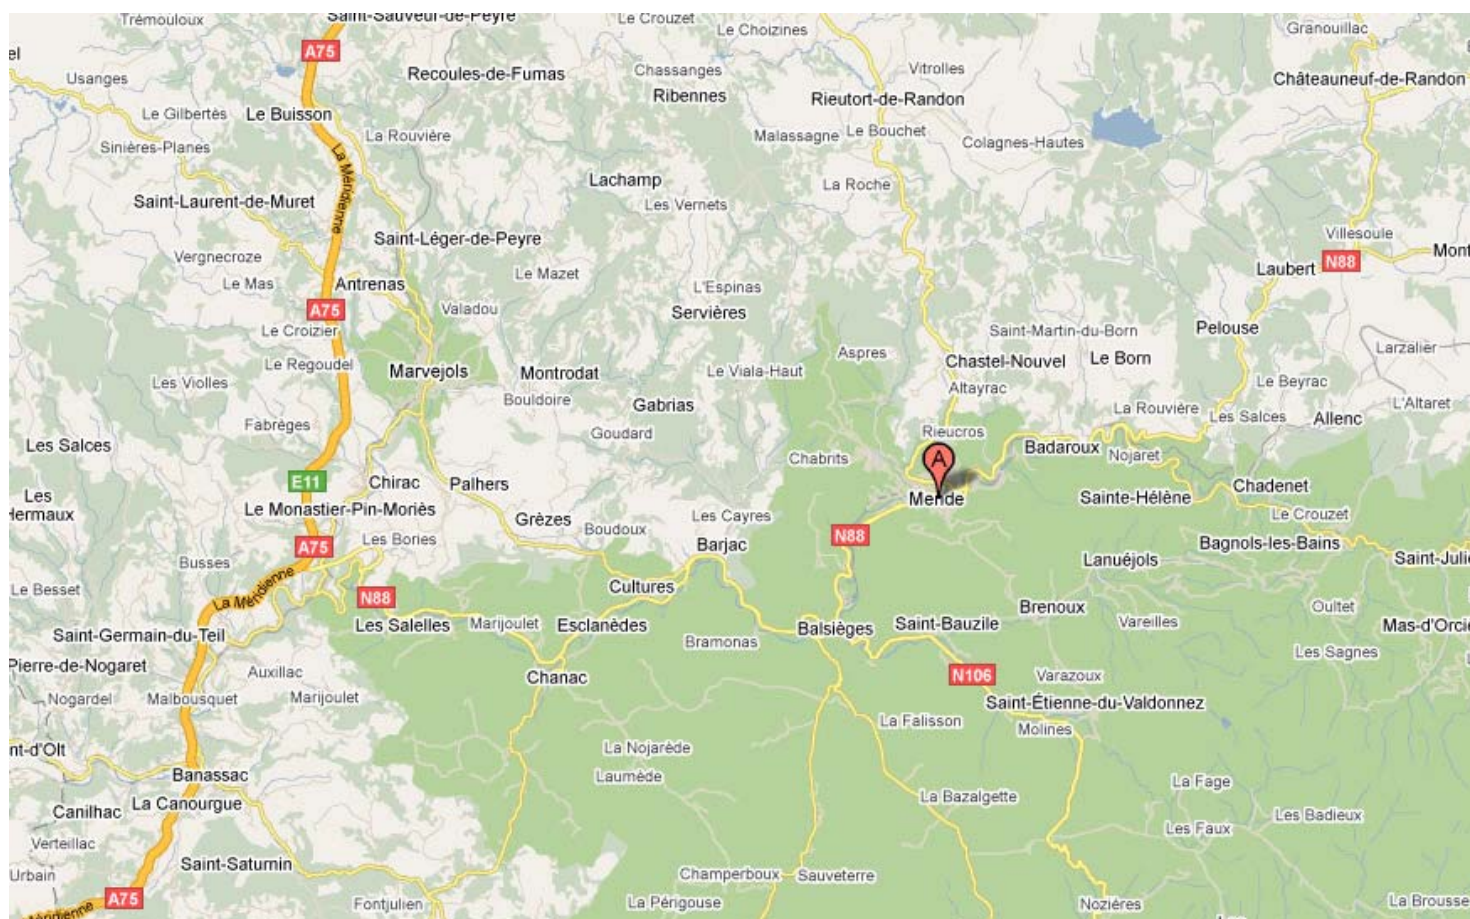 Trémouloux
Saint-Sauveur-de-Peyre
Le Crouzet
Le Choizines
Granouillac
A75
el
Usanges
Recoules-de-Fumas
Chassanges
Vitrolles
Châteauneuf-de-Randon
Ribennes
Rieutort-de-Randon
Le Gilbertès
Le Buisson
La Rouvière
Malassagne
Le Bouchet
Colagnes-Hautes
Sinières-Planes
La Méridienne
Lachamp
La Roche
Saint-Laurent-de-Muret
Les Vernets
Saint-Léger-de-Peyre
Villesoule
Vergnecroze
Mont
Le Mazet
Laubert
N88
Le Mas
Antrenas
L'Espinas
Valadou
Servières
A75
Le Croizier
Saint-Martin-du-Born
Pelouse
Larzalier
Aspres
Chastel-Nouvel
Le Born
Le Regoudel
Marvejols
Montrodat
Le Viala-Haut
Les Violles
Altayrac
Le Beyrac
Bouldoire
Gabrias
La Rouvière
L'Altaret
Les Salces
Allenc
Fabrèges
Goudard
Rieucros
Les Salces
Badaroux
Nojaret
Chabrits
A
E11
Chirac
Palhers
Chadenet
Les
Hermaux
Mende
Sainte-Hélène
Le Monastier-Pin-Moriès
Grèzes
Les Cayres
Le Crouzet
Boudoux
N88
Les Bories
A75
Barjac
Bagnols-les-Bains
Busses
Lanuéjols
Saint-Julie
La Méridienne
Le Besset
Cultures
N88
Brenoux
Oultet
Les Salelles
Marijoulet
Esclanèdes
Balsièges
Saint-Bauzile
Vareilles
Mas-d'Orciè
Saint-Germain-du-Teil
Bramonas
Les Sagnes
Pierre-de-Nogaret
Auxillac
Chanac
N106
Varazoux
Nogardel
Malbousquet
Marijoulet
Saint-Étienne-du-Valdonnez
La Falisson
Molines
nt-d'Olt
La Nojarède
Banassac
Laumède
La Fage
La Bazalgette
Canilhac
La Canourgue
Les Badieux
Les Faux
Verteillac
Saint-Saturnin
Urbain
Champerboux
Sauveterre
A75
Fontjulien
La Périgouse
Nozières
La Brousse
Méridienne